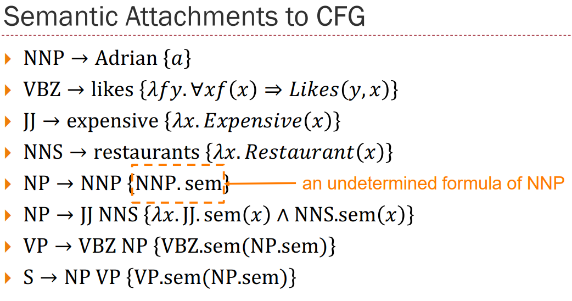 Semantic Attachments to CFG
NNP → Adrian {a}
VBZ → likes {λfy. ∀xf(x) ⇒ Likes(y, x)}
JJ → expensive {λx. Expensive(x)}
NNS → restaurants {λx. Restaurant(x)}
NP → NNP {NNP. sem} an undetermined formula of NNP
NP → JJ NNS {λx. JJ. sem(x) ∧ NNS.sem(x)}
VP → VBZ NP {VBZ.sem(NP.sem)}
S → NP VP {VP.sem(NP.sem)}